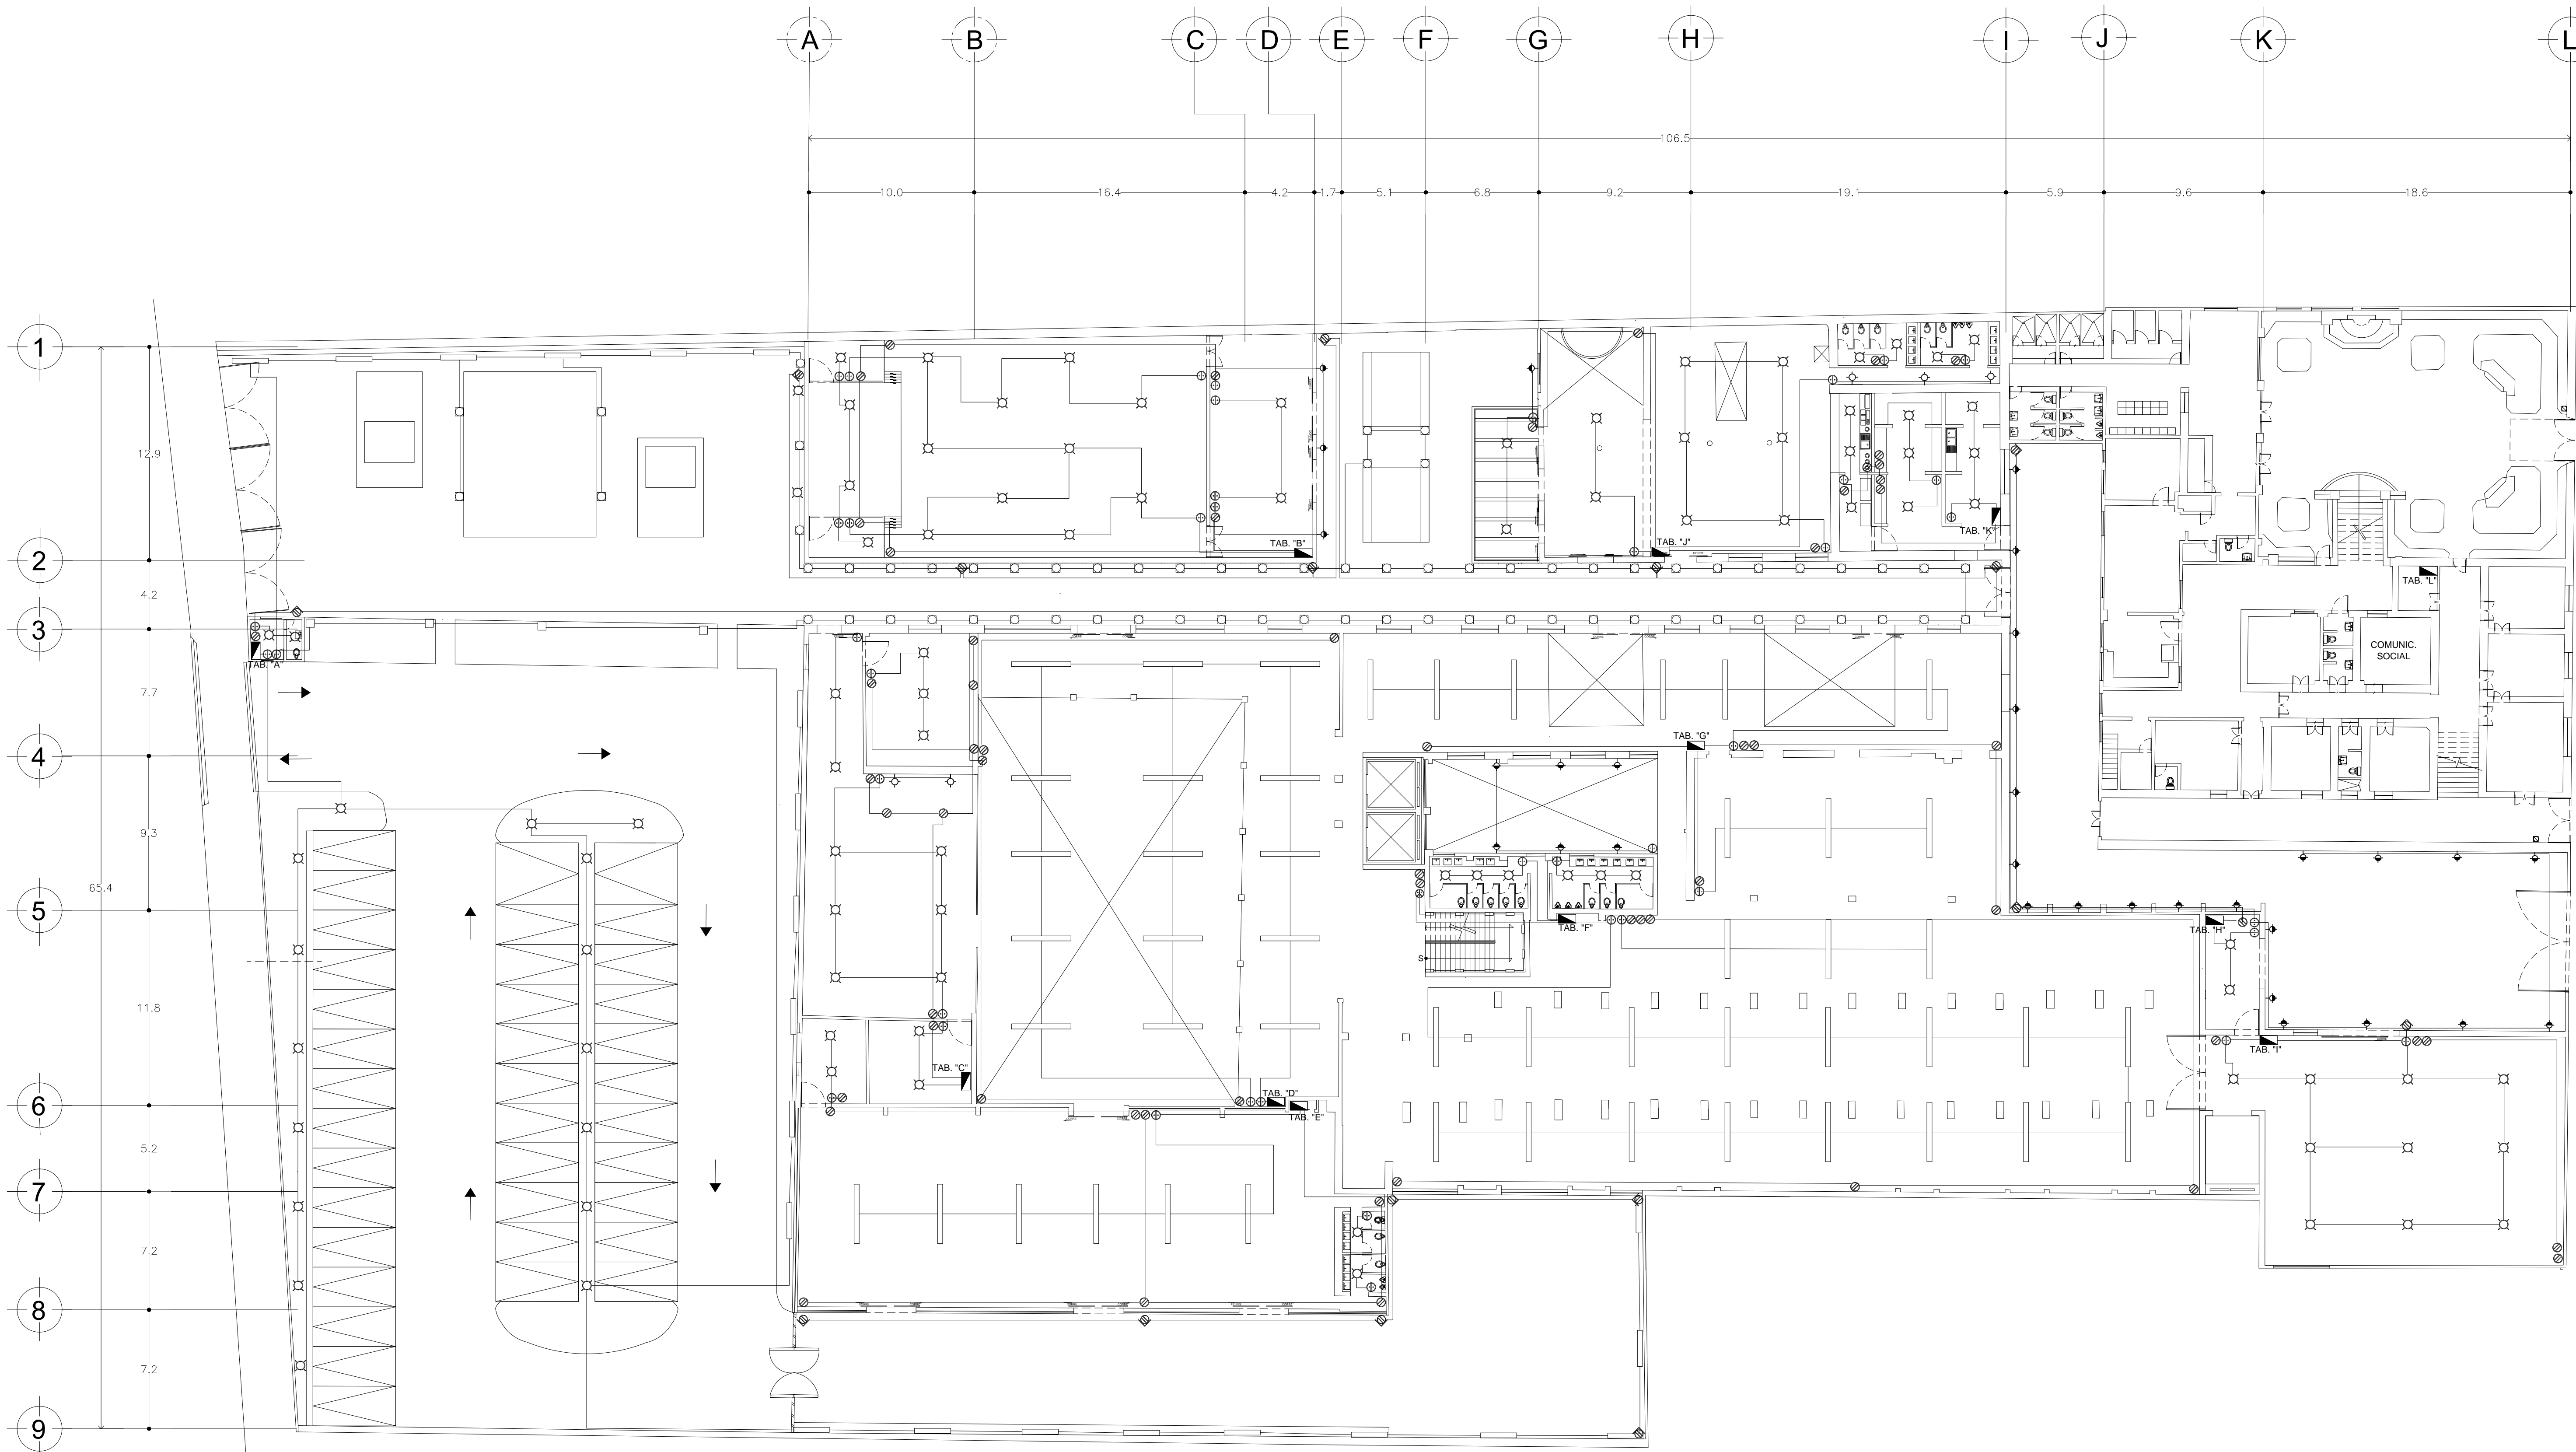 A B C D E F G H I J K L
106.5
10.0 16.4 4.2 1.7 5.1 6.8 9.2 19.1 5.9 9.6 18.6
1
12.9
TAB. "K"
TAB. "B"
TAB. "J"
2
TAB. "L"
4.2
3
TAB. "A"
COMUNIC.
SOCIAL
7.7
TAB. "G"
4
9.3
65.4
5
TAB. "F"
TAB. "H"
S
11.8
TAB. "I"
TAB. "C"
TAB. "D"
6
TAB. "E"
5.2
7
7.2
8
7.2
9